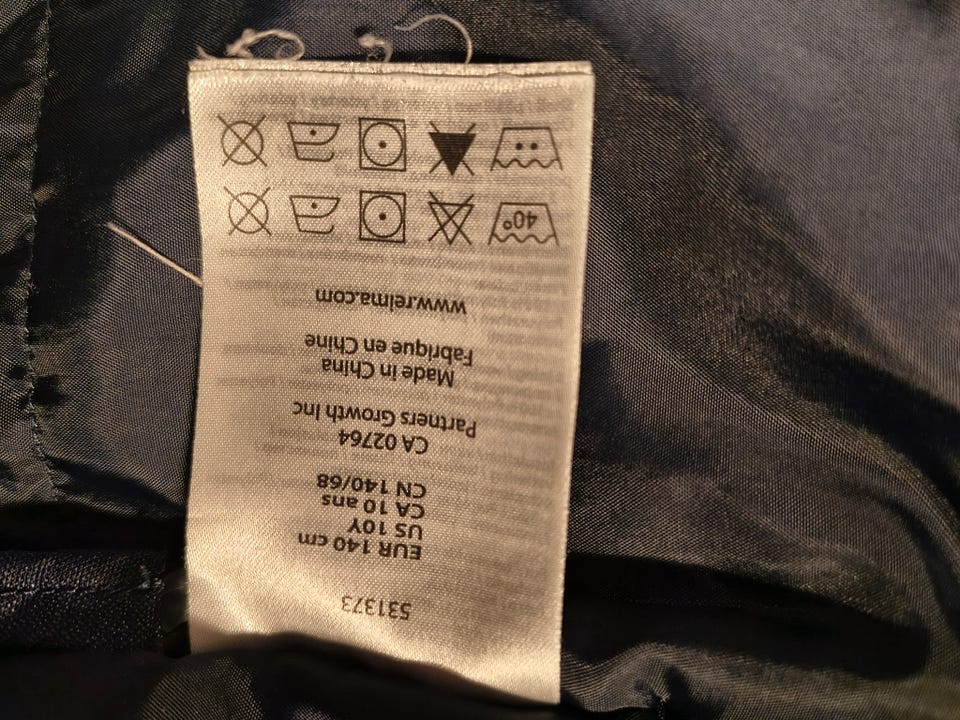 531373
EUR 140 cm
US 10Y
CA 10 ans
CN 140/68
CA 02764
Partners Growth Inc
Made in China
Fabriqué en Chine
www.reima.com
40°